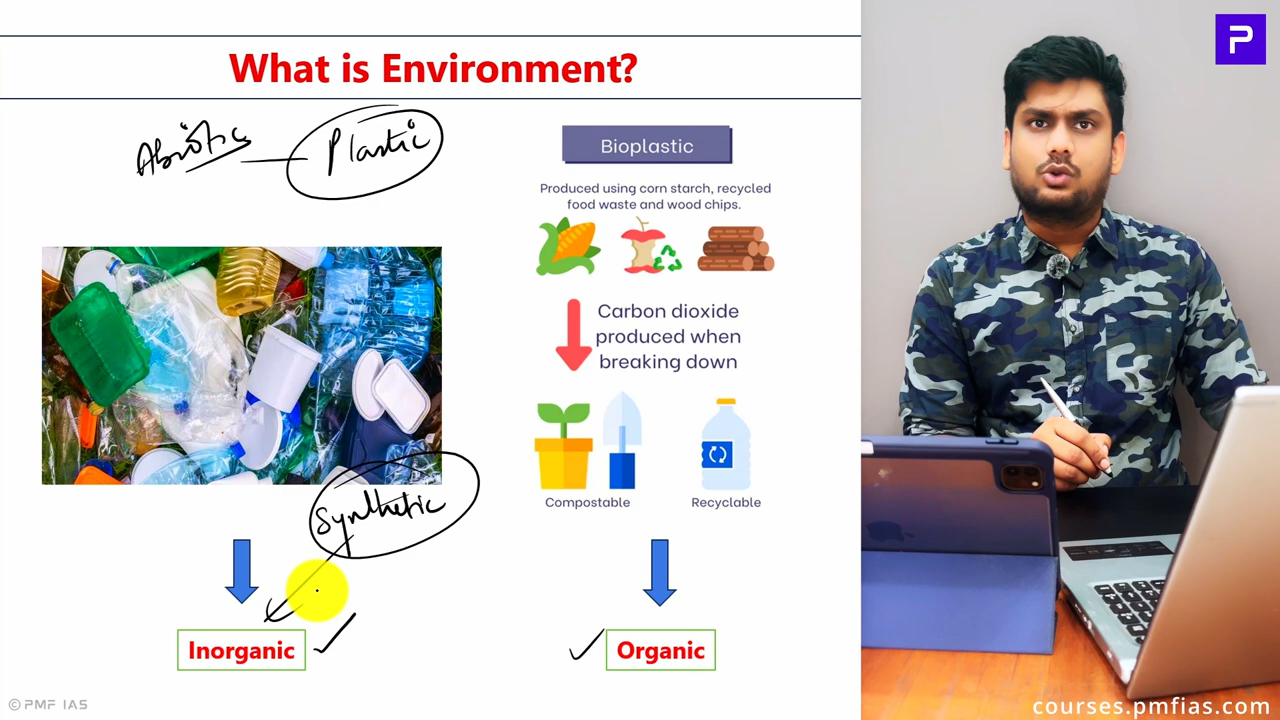 What is Environment?
Abiotic
Plastic
Bioplastic
Produced using corn starch, recycled
food waste and wood chips.
Carbon dioxide
produced when
breaking down
Compostable
Recyclable
Synthetic
Inorganic
Organic
© PMF IAS
P
courses.pmfias.com